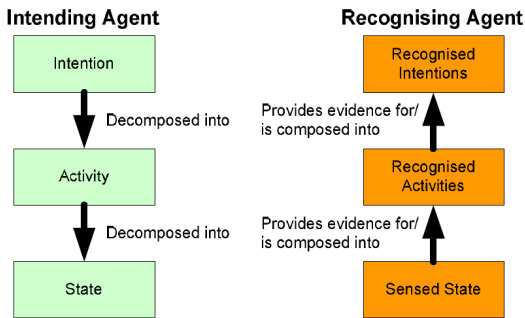 Intending Agent
Recognising Agent
Intention
Recognised
Intentions
Decomposed into
Provides evidence for/
is composed into
Activity
Recognised
Activities
Decomposed into
Provides evidence for/
is composed into
State
Sensed State